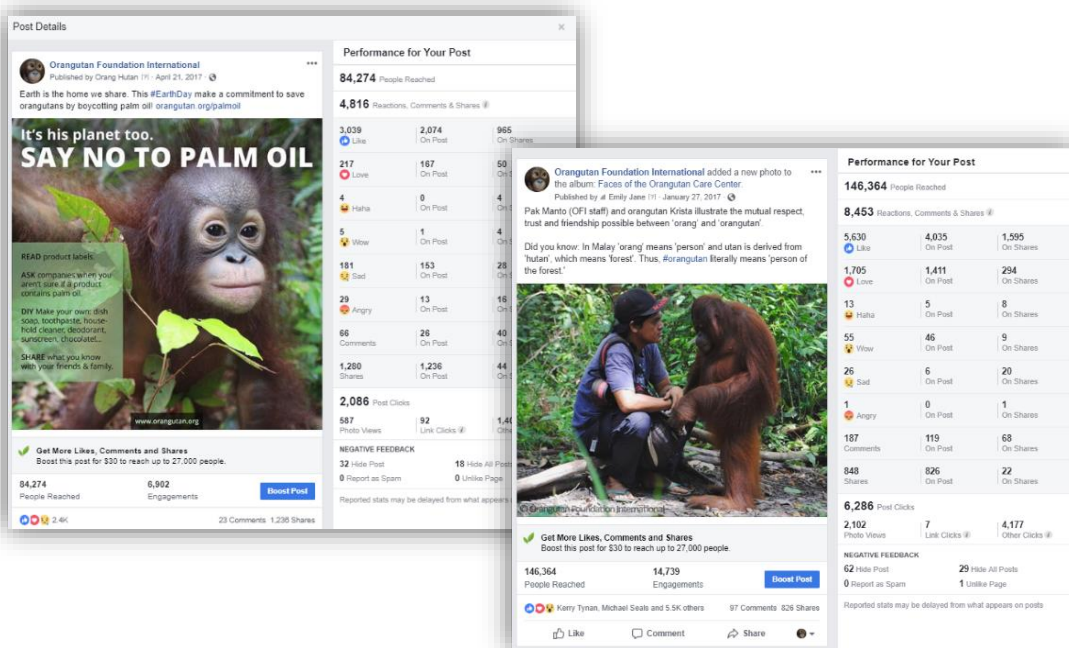 Post Details
Orangutan Foundation International
Published by Orang Hutan [?] · April 21, 2017 ·
Earth is the home we share. This #EarthDay make a commitment to save
orangutans by boycotting palm oil! orangutan.org/palmoil
It's his planet too.
SAY NO TO PALM OIL
READ product labels.
ASK companies when you
aren't sure if a product
contains palm oil.
DIY Make your own: dish
soap, toothpaste, house-
hold cleaner, deodorant,
sunscreen, chocolate!...
SHARE what you know
with your friends & family.
www.orangutan.org
Get More Likes, Comments and Shares
Boost this post for $30 to reach up to 27,000 people.
84,274 6,902
People Reached Engagements
Boost Post
2.4K 23 Comments 1,236 Shares
Performance for Your Post
84,274 People Reached
4,816 Reactions, Comments & Shares
3,039 2,074 965
Like On Post On Shares
217 167 50
Love On Post On
4 0 4
Haha On Post On
5 1 4
Wow On Post On
181 153 28
Sad On Post On
29 13 16
Angry On Post On
66 26 40
Comments On Post On
1,280 1,236 44
Shares On Post On
2,086 Post Clicks
587 92 1,40
Photo Views Link Clicks Othe
NEGATIVE FEEDBACK
32 Hide Post 18 Hide All Posts
0 Report as Spam 0 Unlike Page
Reported stats may be delayed from what appears
Orangutan Foundation International added a new photo to
the album: Faces of the Orangutan Care Center.
Published by Emily Jane [?] · January 27, 2017 ·
Pak Manto (OFI staff) and orangutan Krista illustrate the mutual respect,
trust and friendship possible between 'orang' and 'orangutan'.
Did you know: In Malay 'orang' means 'person' and utan is derived from
'hutan', which means 'forest'. Thus, #orangutan literally means 'person of
the forest.'
© Orangutan Foundation International
Get More Likes, Comments and Shares
Boost this post for $30 to reach up to 27,000 people.
146,364 14,739
People Reached Engagements
Boost Post
Kerry Tynan, Michael Seals and 5.5K others 97 Comments 826 Shares
Like Comment Share
Performance for Your Post
146,364 People Reached
8,453 Reactions, Comments & Shares
5,630 4,035 1,595
Like On Post On Shares
1,705 1,411 294
Love On Post On Shares
13 5 8
Haha On Post On Shares
55 46 9
Wow On Post On Shares
26 6 20
Sad On Post On Shares
1 0 1
Angry On Post On Shares
187 119 68
Comments On Post On Shares
848 826 22
Shares On Post On Shares
6,286 Post Clicks
2,102 7 4,177
Photo Views Link Clicks Other Clicks
NEGATIVE FEEDBACK
62 Hide Post 29 Hide All Posts
0 Report as Spam 1 Unlike Page
Reported stats may be delayed from what appears on posts